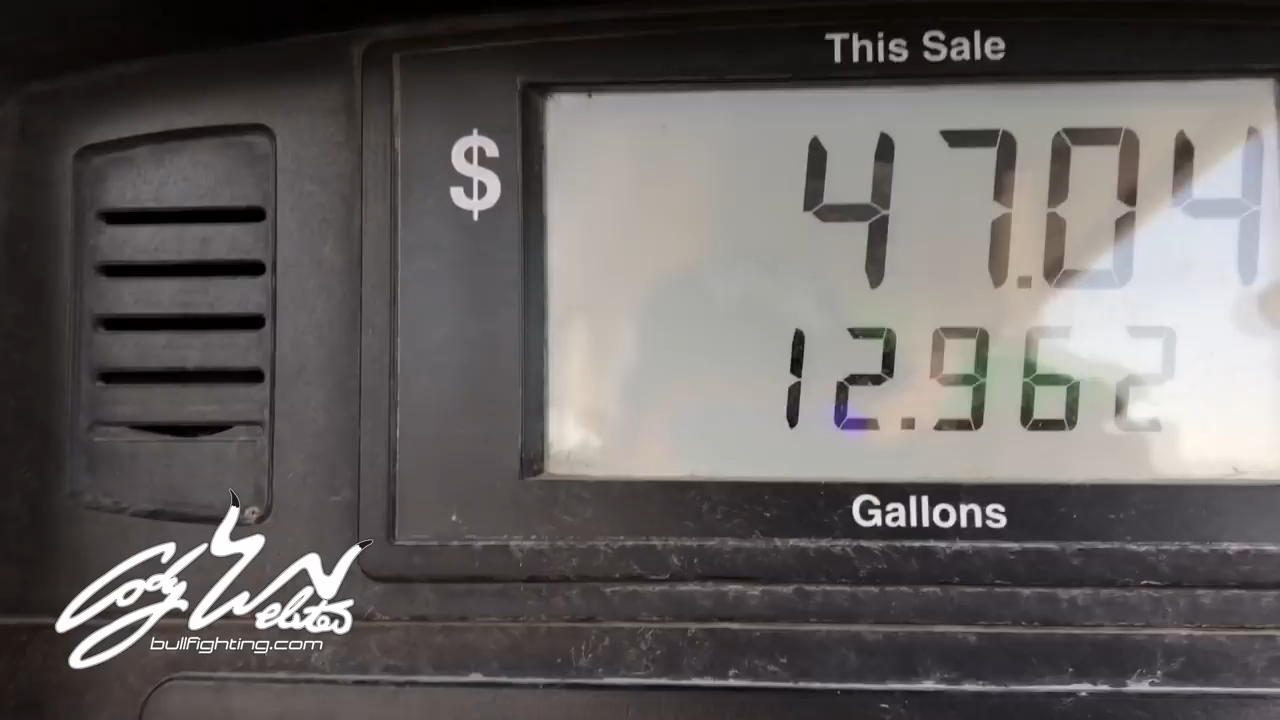 This Sale
$ 47.04
12.962
Gallons
Cody Webster
bullfighting.com